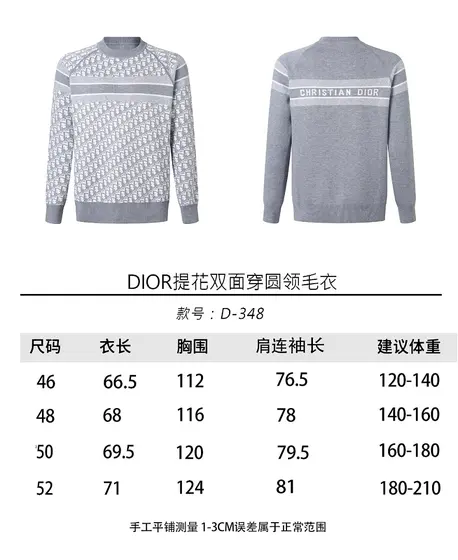 CHRISTIAN DIOR
DIOR提花双面穿圆领毛衣
款号：D-348
尺码 衣长 胸围 肩连袖长 建议体重
46 66.5 112 76.5 120-140
48 68 116 78 140-160
50 69.5 120 79.5 160-180
52 71 124 81 180-210
手工平铺测量 1-3CM误差属于正常范围